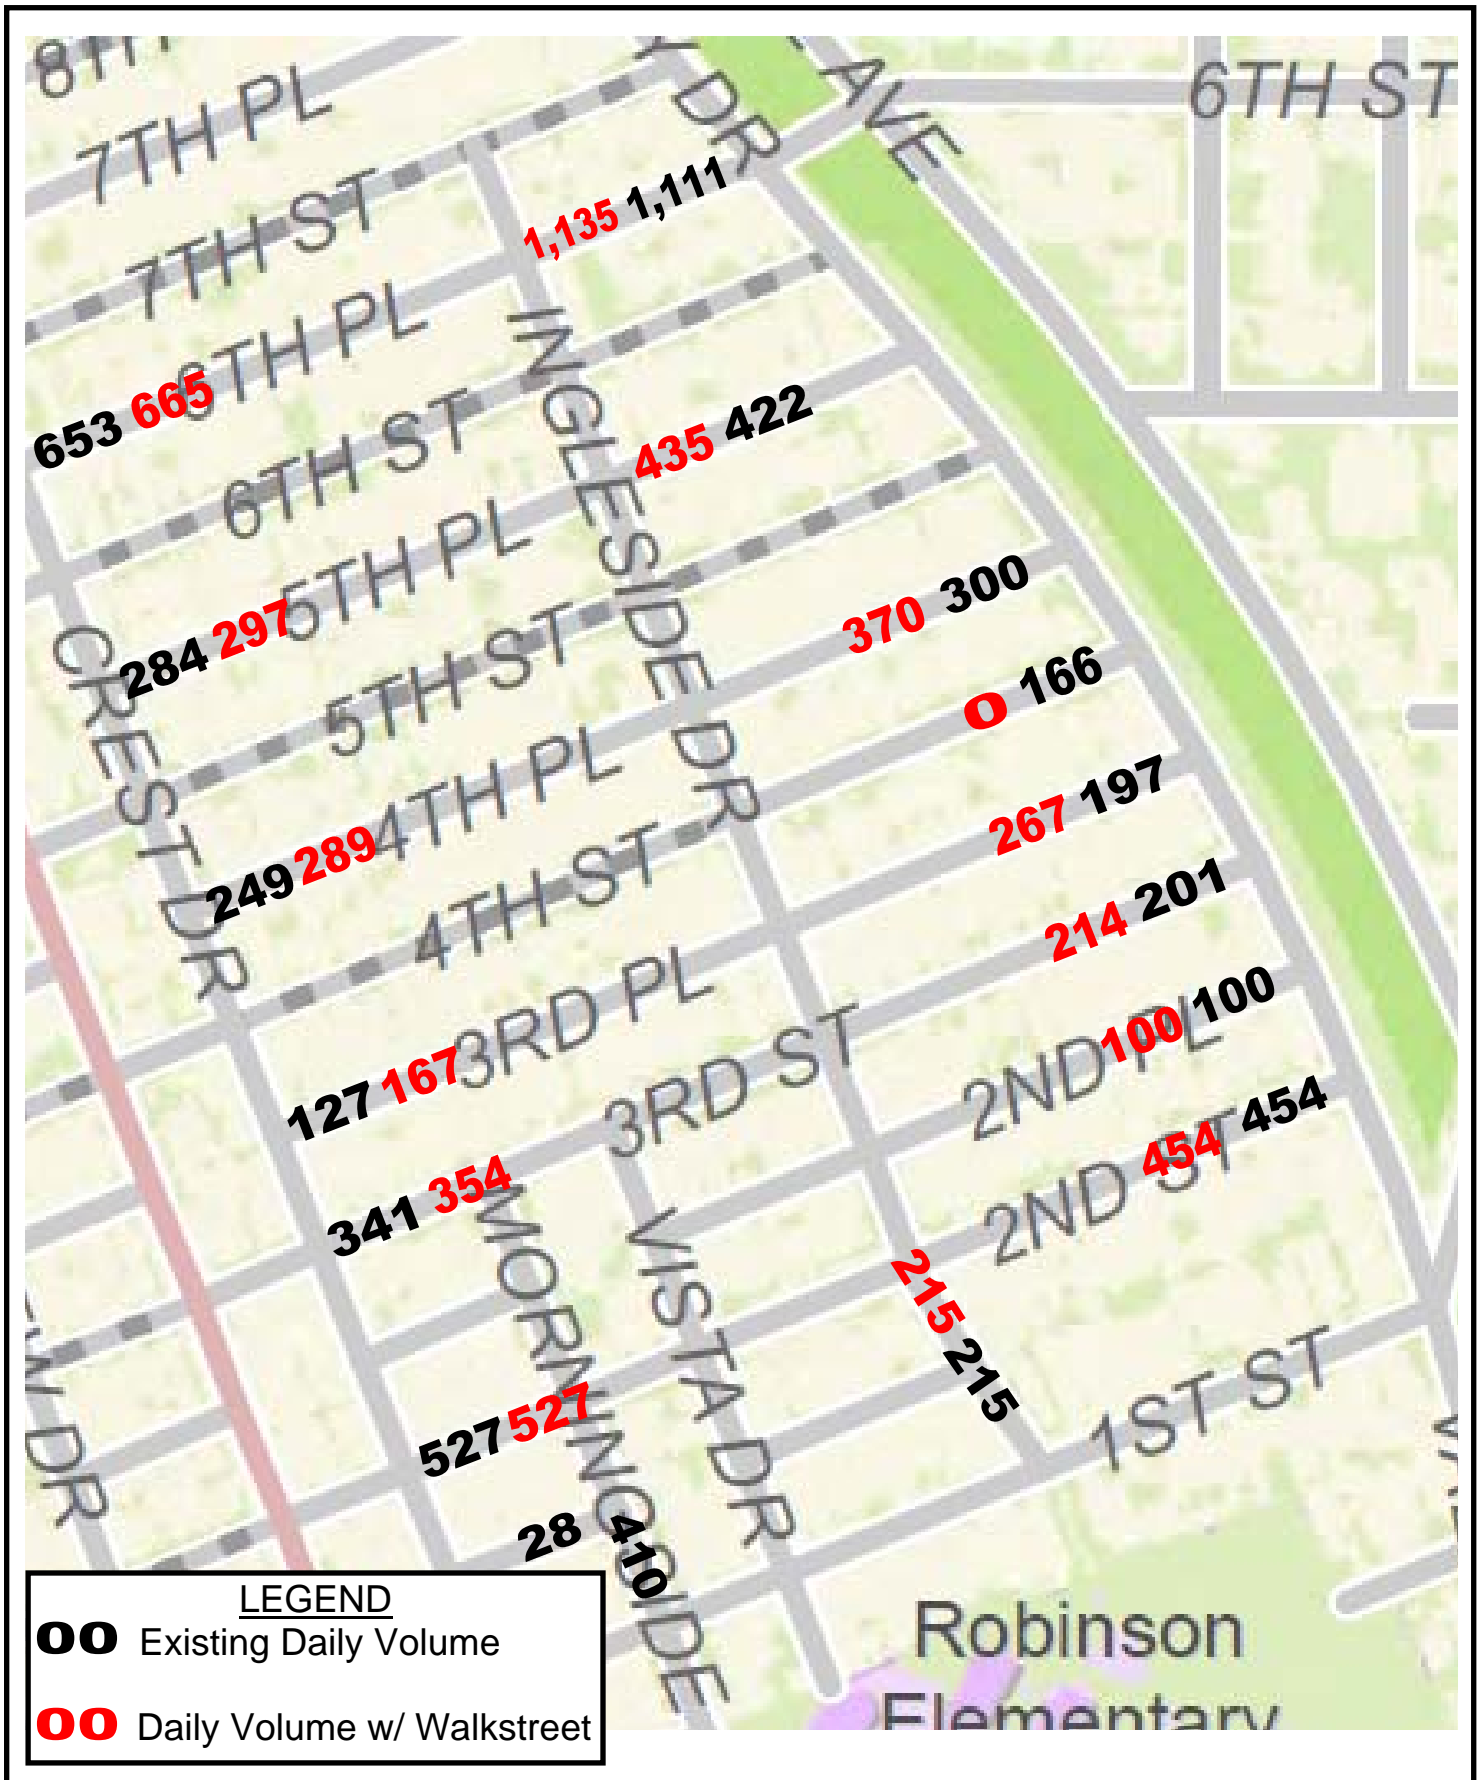 8TH
7TH PL
Y DR
AVE
6TH ST
7TH ST
1,135 1,111
6TH PL
653 665
INGLESIDE DR
6TH ST
435 422
5TH PL
284 297
CREST DR
5TH ST
370 300
0 166
4TH PL
249 289
267 197
4TH ST
214 201
3RD PL
127 167
2ND PL
100 100
3RD ST
341 354
2ND ST
454 454
MORNINGSIDE
VISTA DR
215 215
1ST ST
W DR
527 527
28
410
Robinson
Elementary
LEGEND
00 Existing Daily Volume
00 Daily Volume w/ Walkstreet